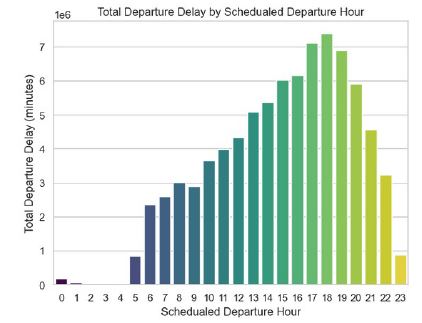 Total Departure Delay by Schedualed Departure Hour
1e6
Total Departure Delay (minutes)
7
6
5
4
3
2
1
0
0 1 2 3 4 5 6 7 8 9 10 11 12 13 14 15 16 17 18 19 20 21 22 23
Schedualed Departure Hour